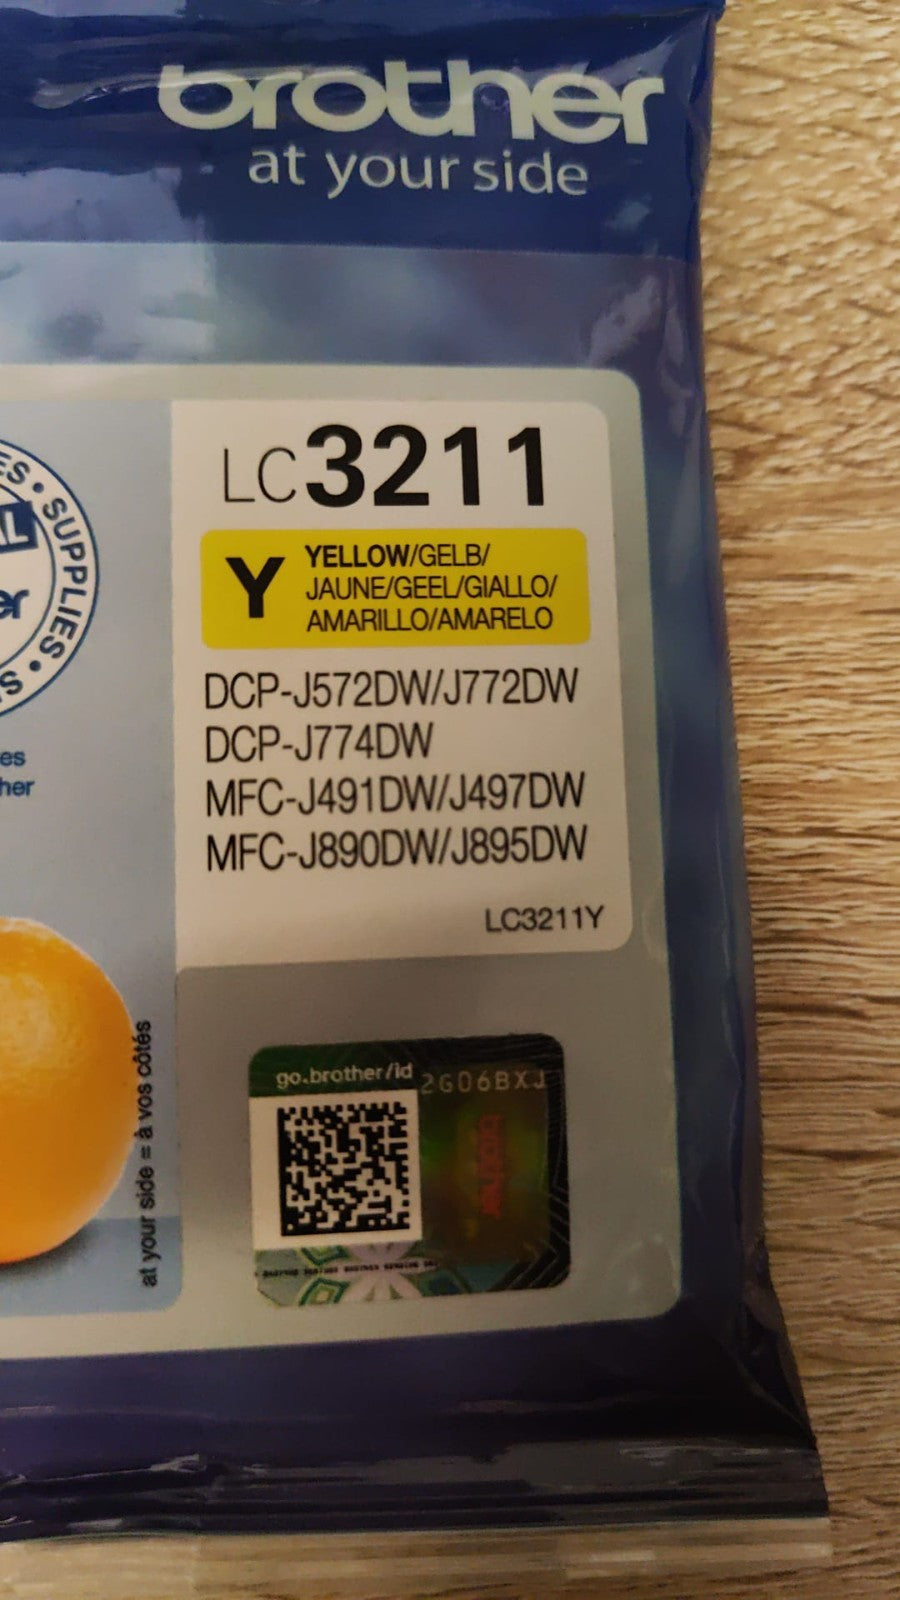 brother
at your side
LC3211
Y
YELLOW/GELB/
JAUNE/GEEL/GIALLO/
AMARILLO/AMARELO
DCP-J572DW/J772DW
DCP-J774DW
MFC-J491DW/J497DW
MFC-J890DW/J895DW
LC3211Y
SUPPLIES
at your side = à vos côtés
go.brother/id
2G06BXJ